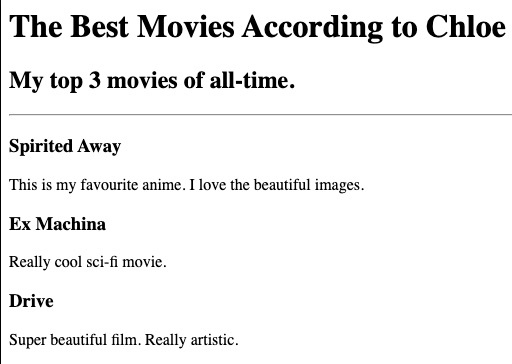 The Best Movies According to Chloe
My top 3 movies of all-time.
Spirited Away
This is my favourite anime. I love the beautiful images.
Ex Machina
Really cool sci-fi movie.
Drive
Super beautiful film. Really artistic.